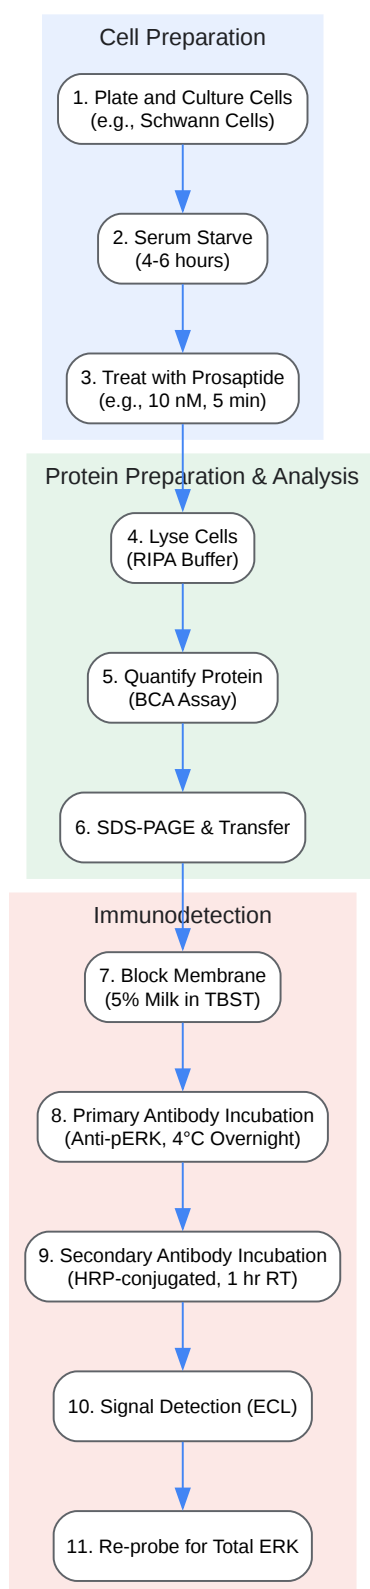 Cell Preparation
1. Plate and Culture Cells
(e.g., Schwann Cells)
2. Serum Starve
(4-6 hours)
3. Treat with Prosaptide
(e.g., 10 nM, 5 min)
Protein Preparation & Analysis
4. Lyse Cells
(RIPA Buffer)
5. Quantify Protein
(BCA Assay)
6. SDS-PAGE & Transfer
Immunodetection
7. Block Membrane
(5% Milk in TBST)
8. Primary Antibody Incubation
(Anti-pERK, 4°C Overnight)
9. Secondary Antibody Incubation
(HRP-conjugated, 1 hr RT)
10. Signal Detection (ECL)
11. Re-probe for Total ERK